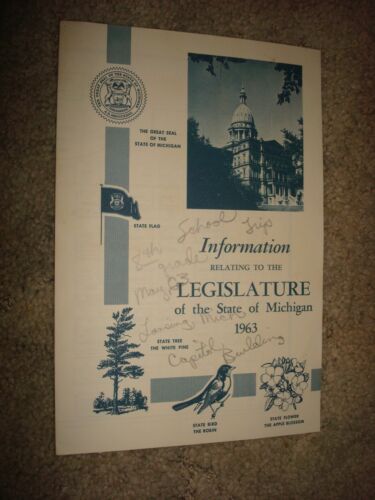 THE GREAT SEAL
OF THE
STATE OF MICHIGAN
STATE FLAG
School Trip
8th grade
May 23
Information
RELATING TO THE
LEGISLATURE
of the State of Michigan
1963
Lansing Mich
Capitol Building
STATE TREE
THE WHITE PINE
STATE BIRD
THE ROBIN
STATE FLOWER
THE APPLE BLOSSOM